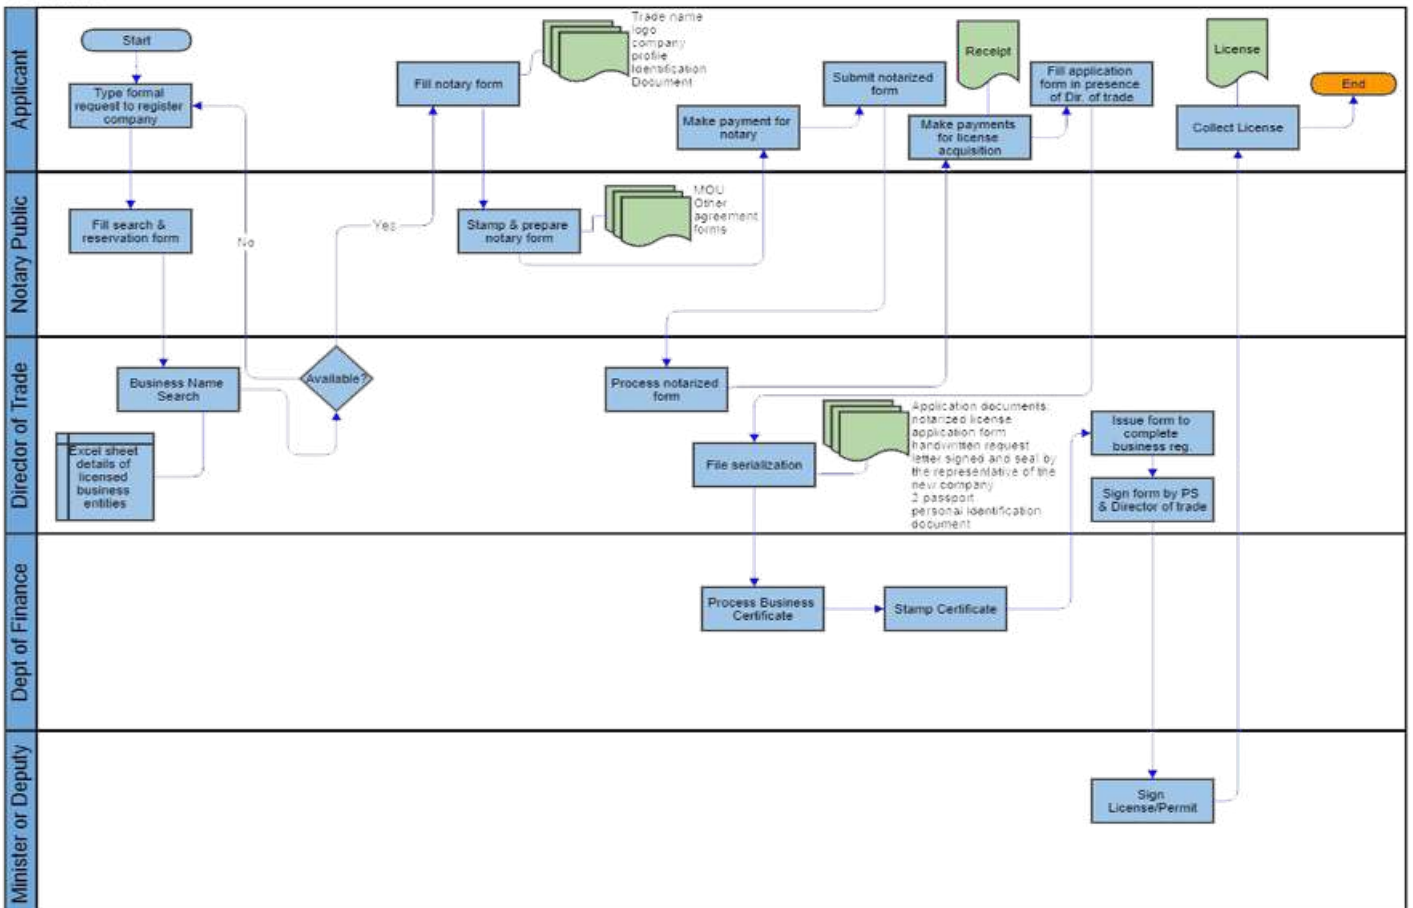 Applicant
Start
Type formal
request to register
company
Fill notary form
Trade name
logo
company
profile
Identification
Document
Make payment for
notary
Submit notarized
form
Receipt
Make payments
for license
acquisition
Fill application
form in presence
of Dir. of trade
License
Collect License
End
Notary Public
Fill search &
reservation form
No
Yes
Stamp & prepare
notary form
MOU
Other
agreement
forms
Director of Trade
Business Name
Search
Available?
Excel sheet
details of
licensed
business
entities
Process notarized
form
File serialization
Application documents:
notarized license
application form
handwritten request
letter signed and seal by
the representative of the
new company
2 passport
personal identification
document
Issue form to
complete
business reg.
Sign form by PS
& Director of trade
Dept of Finance
Process Business
Certificate
Stamp Certificate
Minister or Deputy
Sign
License/Permit